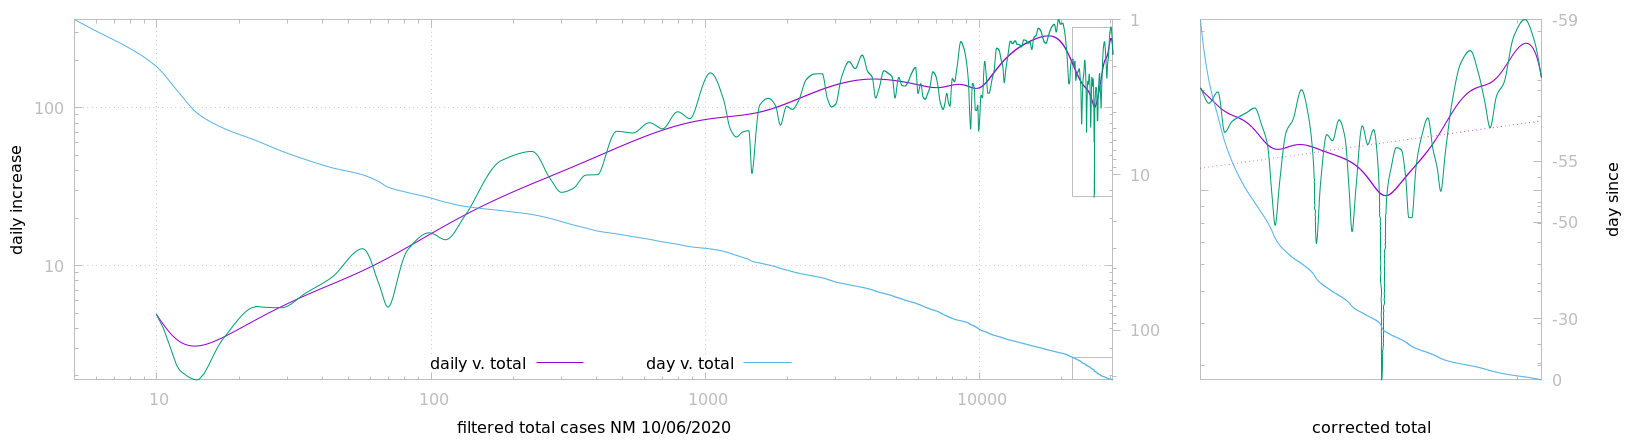 1
-59
100
daily increase
10
-55
-50
day since
10
-30
100
daily v. total
day v. total
0
10
100
1000
10000
filtered total cases NM 10/06/2020
corrected total